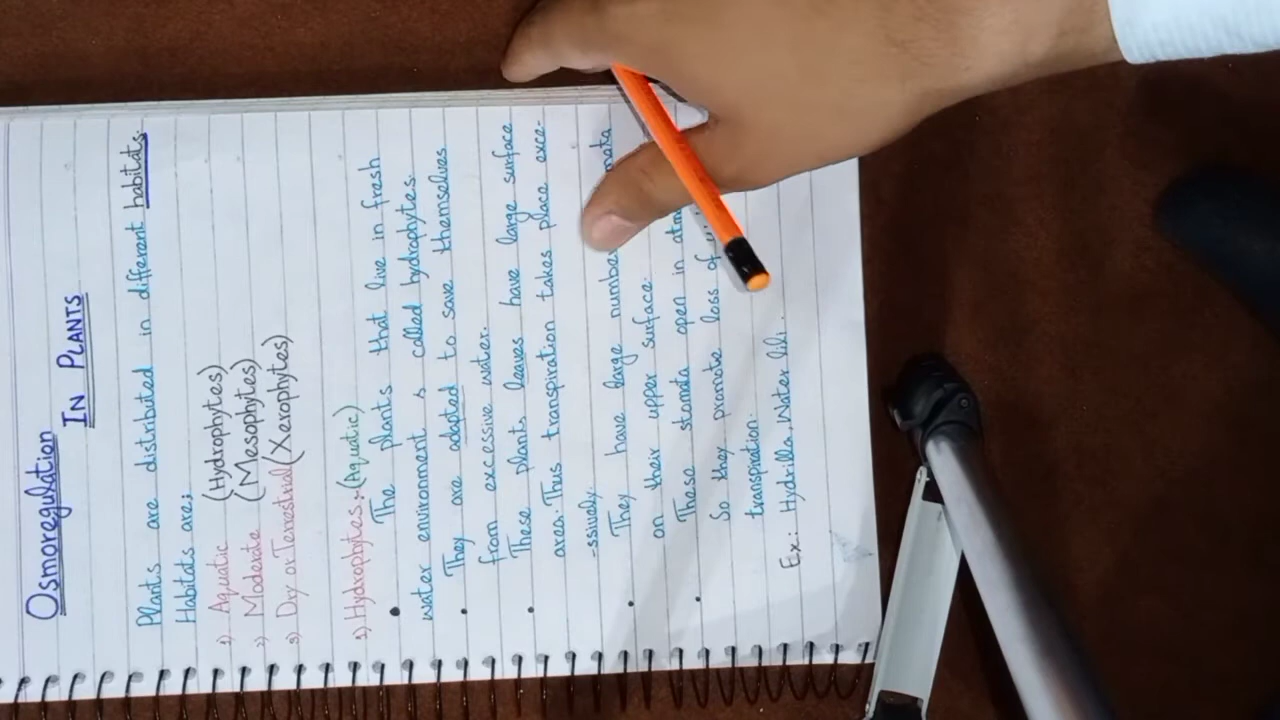 Osmoregulation
In PLANTS
Plants are distributed in different habitats.
Habitats are:
1) Aquatic (Hydrophytes)
2) Moderate (Mesophytes)
3) Dry or Terrestrial (Xerophytes)
1) Hydrophytes:(Aquatic)
• The plants that live in fresh
water environment s called hydrophytes.
• They are adapted to save themselves
from excessive water.
• These plants leaves have large surface
area. Thus transpiration takes place exce-
-ssively.
• They have large number
on their upper surface.
• These stomata open in
So they promote loss of
transpiration.
Ex: Hydrilla, Water lili.